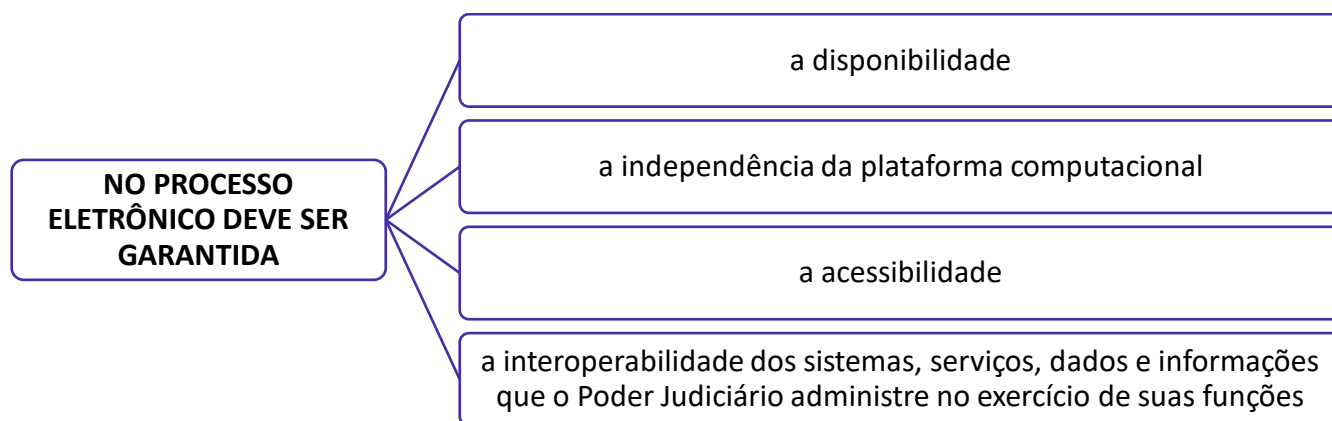 NO PROCESSO
ELETRÔNICO DEVE SER
GARANTIDA
a disponibilidade
a independência da plataforma computacional
a acessibilidade
a interoperabilidade dos sistemas, serviços, dados e informações
que o Poder Judiciário administre no exercício de suas funções